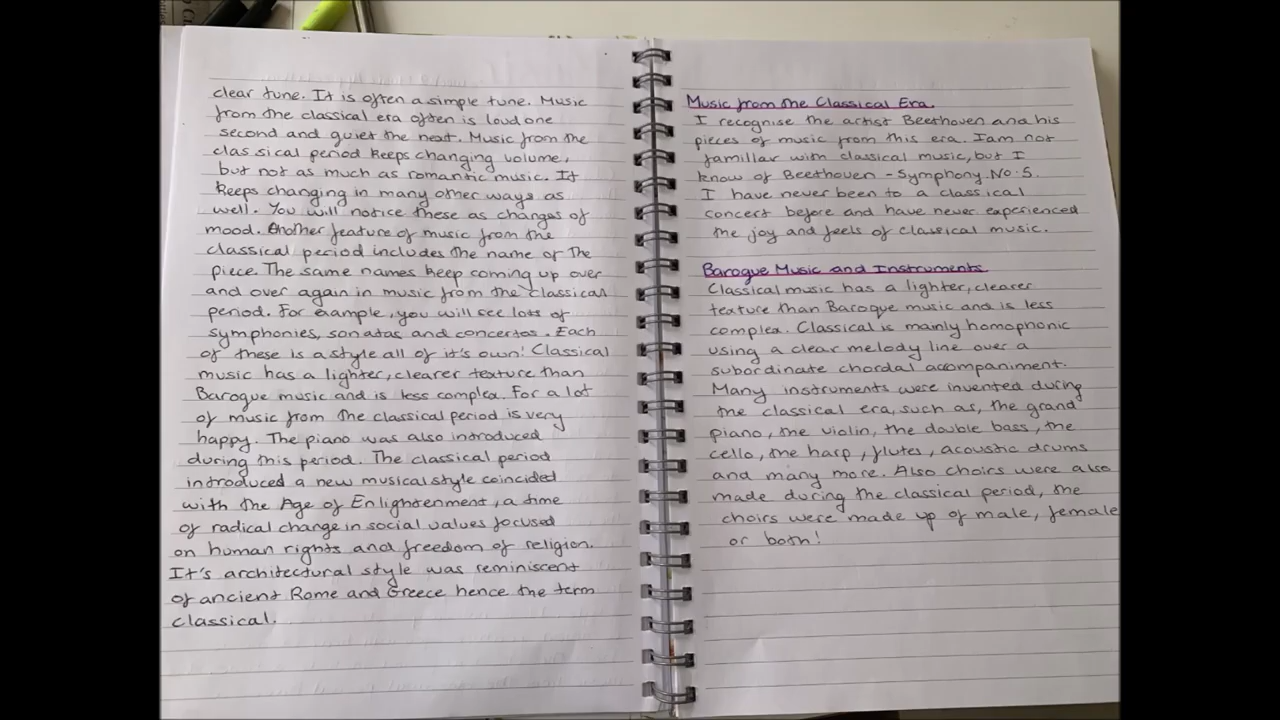 clear tune. It is often a simple tune. Music
from the classical era often is loud one
second and quiet the next. Music from the
classical period keeps changing volume,
but not as much as romantic music. It
keeps changing in many other ways as
well. You will notice these as changes of
mood. Another feature of music from the
classical period includes the name of the
piece. The same names keep coming up over
and over again in music from the classical
period. For example, you will see lots of
symphonies, sonatas and concertos. Each
of these is a style all of it's own! Classical
music has a lighter, clearer texture than
Baroque music and is less complex. For a lot
of music from the classical period is very
happy. The piano was also introduced
during this period. The classical period
introduced a new musical style coincided
with the Age of Enlightenment, a time
of radical change in social values focused
on human rights and freedom of religion.
It's architectural style was reminiscent
of ancient Rome and Greece hence the term
classical.
Music from the Classical Era.
I recognise the artist Beethoven and his
pieces of music from this era. I am not
familiar with classical music, but I
know of Beethoven - Symphony No. 5.
I have never been to a classical
concert before and have never experienced
the joy and feels of classical music.
Baroque Music and Instruments
Classical music has a lighter, clearer
texture than Baroque music and is less
complex. Classical is mainly homophonic
using a clear melody line over a
subordinate chordal accompaniment.
Many instruments were invented during
the classical era, such as, the grand
piano, the violin, the double bass, the
cello, the harp, flutes, acoustic drums
and many more. Also choirs were also
made during the classical period, the
choirs were made up of male, female
or both!